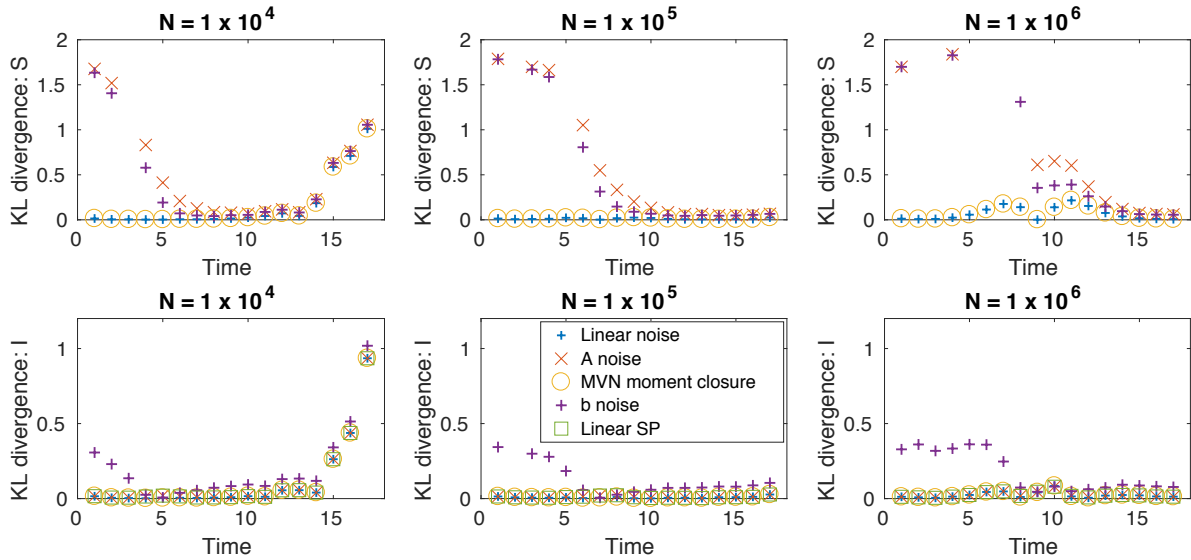 N = 1 x 10^4
KL divergence: S
2
1.5
1
0.5
0
0 5 10 15
Time
N = 1 x 10^5
KL divergence: S
2
1.5
1
0.5
0
0 5 10 15
Time
N = 1 x 10^6
KL divergence: S
2
1.5
1
0.5
0
0 5 10 15
Time
N = 1 x 10^4
KL divergence: I
1
0.5
0
0 5 10 15
Time
N = 1 x 10^5
KL divergence: I
1
0.5
0
0 5 10 15
Time
Linear noise
A noise
MVN moment closure
b noise
Linear SP
N = 1 x 10^6
KL divergence: I
1
0.5
0
0 5 10 15
Time